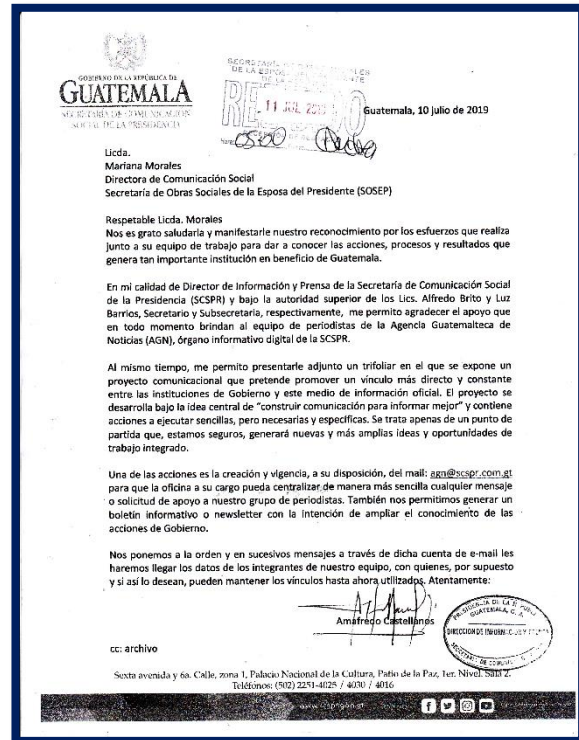 GOBIERNO DE LA REPÚBLICA DE
GUATEMALA
SECRETARÍA DE COMUNICACIÓN
SOCIAL DE LA PRESIDENCIA
SECRETARÍA DE OBRAS SOCIALES
DE LA ESPOSA
11 JUL 2019
Guatemala, 10 julio de 2019
Licda.
Mariana Morales
Directora de Comunicación Social
Secretaría de Obras Sociales de la Esposa del Presidente (SOSEP)
Respetable Licda. Morales
Nos es grato saludarla y manifestarle nuestro reconocimiento por los esfuerzos que realiza
junto a su equipo de trabajo para dar a conocer las acciones, procesos y resultados que
genera tan importante institución en beneficio de Guatemala.
En mi calidad de Director de Información y Prensa de la Secretaría de Comunicación Social
de la Presidencia (SCSPR) y bajo la autoridad superior de los Lics. Alfredo Brito y Luz
Barrios, Secretario y Subsecretaria, respectivamente, me permito agradecer el apoyo que
en todo momento brindan al equipo de periodistas de la Agencia Guatemalteca de
Noticias (AGN), órgano informativo digital de la SCSPR.
Al mismo tiempo, me permito presentarle adjunto un trifoliar en el que se expone un
proyecto comunicacional que pretende promover un vínculo más directo y constante
entre las instituciones de Gobierno y este medio de información oficial. El proyecto se
desarrolla bajo la idea central de “construir comunicación para informar mejor” y contiene
acciones a ejecutar sencillas, pero necesarias y específicas. Se trata apenas de un punto de
partida que, estamos seguros, generará nuevas y más amplias ideas y oportunidades de
trabajo integrado.
Una de las acciones es la creación y vigencia, a su disposición, del mail: agn@scspr.com.gt
para que la oficina a su cargo pueda centralizar de manera más sencilla cualquier mensaje
o solicitud de apoyo a nuestro grupo de periodistas. También nos permitimos generar un
boletín informativo o newsletter con la intención de ampliar el conocimiento de las
acciones de Gobierno.
Nos ponemos a la orden y en sucesivos mensajes a través de dicha cuenta de e-mail les
haremos llegar los datos de los integrantes de nuestro equipo, con quienes, por supuesto
y si así lo desean, pueden mantener los vínculos hasta ahora utilizados. Atentamente:
Amafredo Castellanos
cc: archivo
Sexta avenida y 6a. Calle, zona 1, Palacio Nacional de la Cultura, Patio de la Paz, 1er. Nivel. Sala 2.
Teléfonos: (502) 2251-4025 / 4030 / 4016